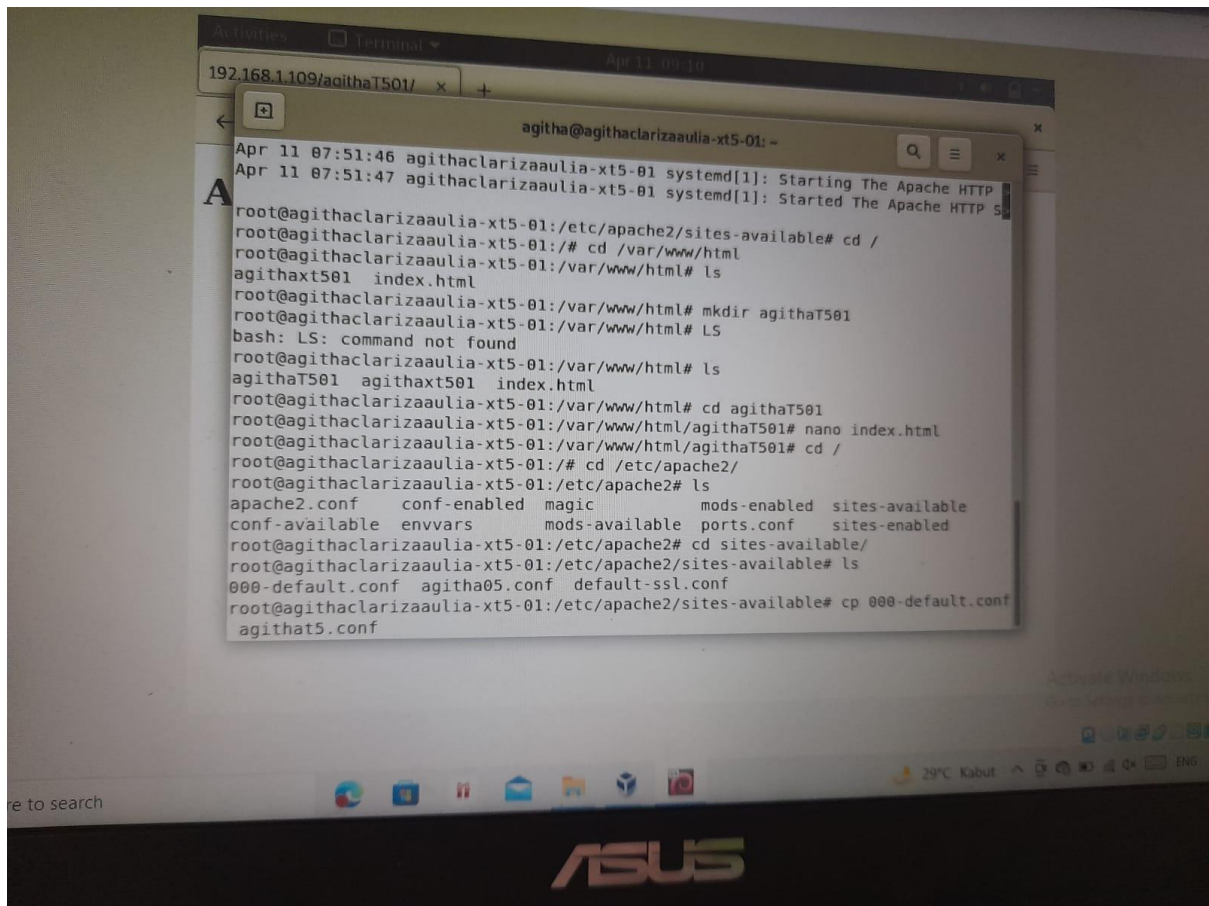 Activities Terminal
Apr 11 09:10
192.168.1.109/agithaT501/ × +
agitha@agithaclarizaaulia-xt5-01: ~
A
Apr 11 07:51:46 agithaclarizaaulia-xt5-01 systemd[1]: Starting The Apache HTTP
Apr 11 07:51:47 agithaclarizaaulia-xt5-01 systemd[1]: Started The Apache HTTP S
root@agithaclarizaaulia-xt5-01:/etc/apache2/sites-available# cd /
root@agithaclarizaaulia-xt5-01:/# cd /var/www/html
root@agithaclarizaaulia-xt5-01:/var/www/html# ls
agithaxt501 index.html
root@agithaclarizaaulia-xt5-01:/var/www/html# mkdir agithaT501
root@agithaclarizaaulia-xt5-01:/var/www/html# LS
bash: LS: command not found
root@agithaclarizaaulia-xt5-01:/var/www/html# ls
agithaT501 agithaxt501 index.html
root@agithaclarizaaulia-xt5-01:/var/www/html# cd agithaT501
root@agithaclarizaaulia-xt5-01:/var/www/html/agithaT501# nano index.html
root@agithaclarizaaulia-xt5-01:/var/www/html/agithaT501# cd /
root@agithaclarizaaulia-xt5-01:/# cd /etc/apache2/
root@agithaclarizaaulia-xt5-01:/etc/apache2# ls
apache2.conf conf-enabled magic mods-enabled sites-available
conf-available envvars mods-available ports.conf sites-enabled
root@agithaclarizaaulia-xt5-01:/etc/apache2# cd sites-available/
root@agithaclarizaaulia-xt5-01:/etc/apache2/sites-available# ls
000-default.conf agitha05.conf default-ssl.conf
root@agithaclarizaaulia-xt5-01:/etc/apache2/sites-available# cp 000-default.conf
agithat5.conf
Activate Windows
re to search
29°C Kabut
ENG
ASUS